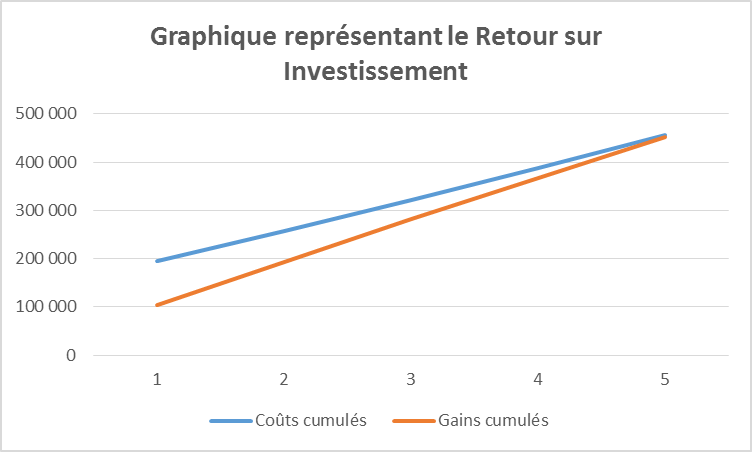 Graphique représentant le Retour sur
Investissement
500 000
400 000
300 000
200 000
100 000
0
1 2 3 4 5
Coûts cumulés Gains cumulés